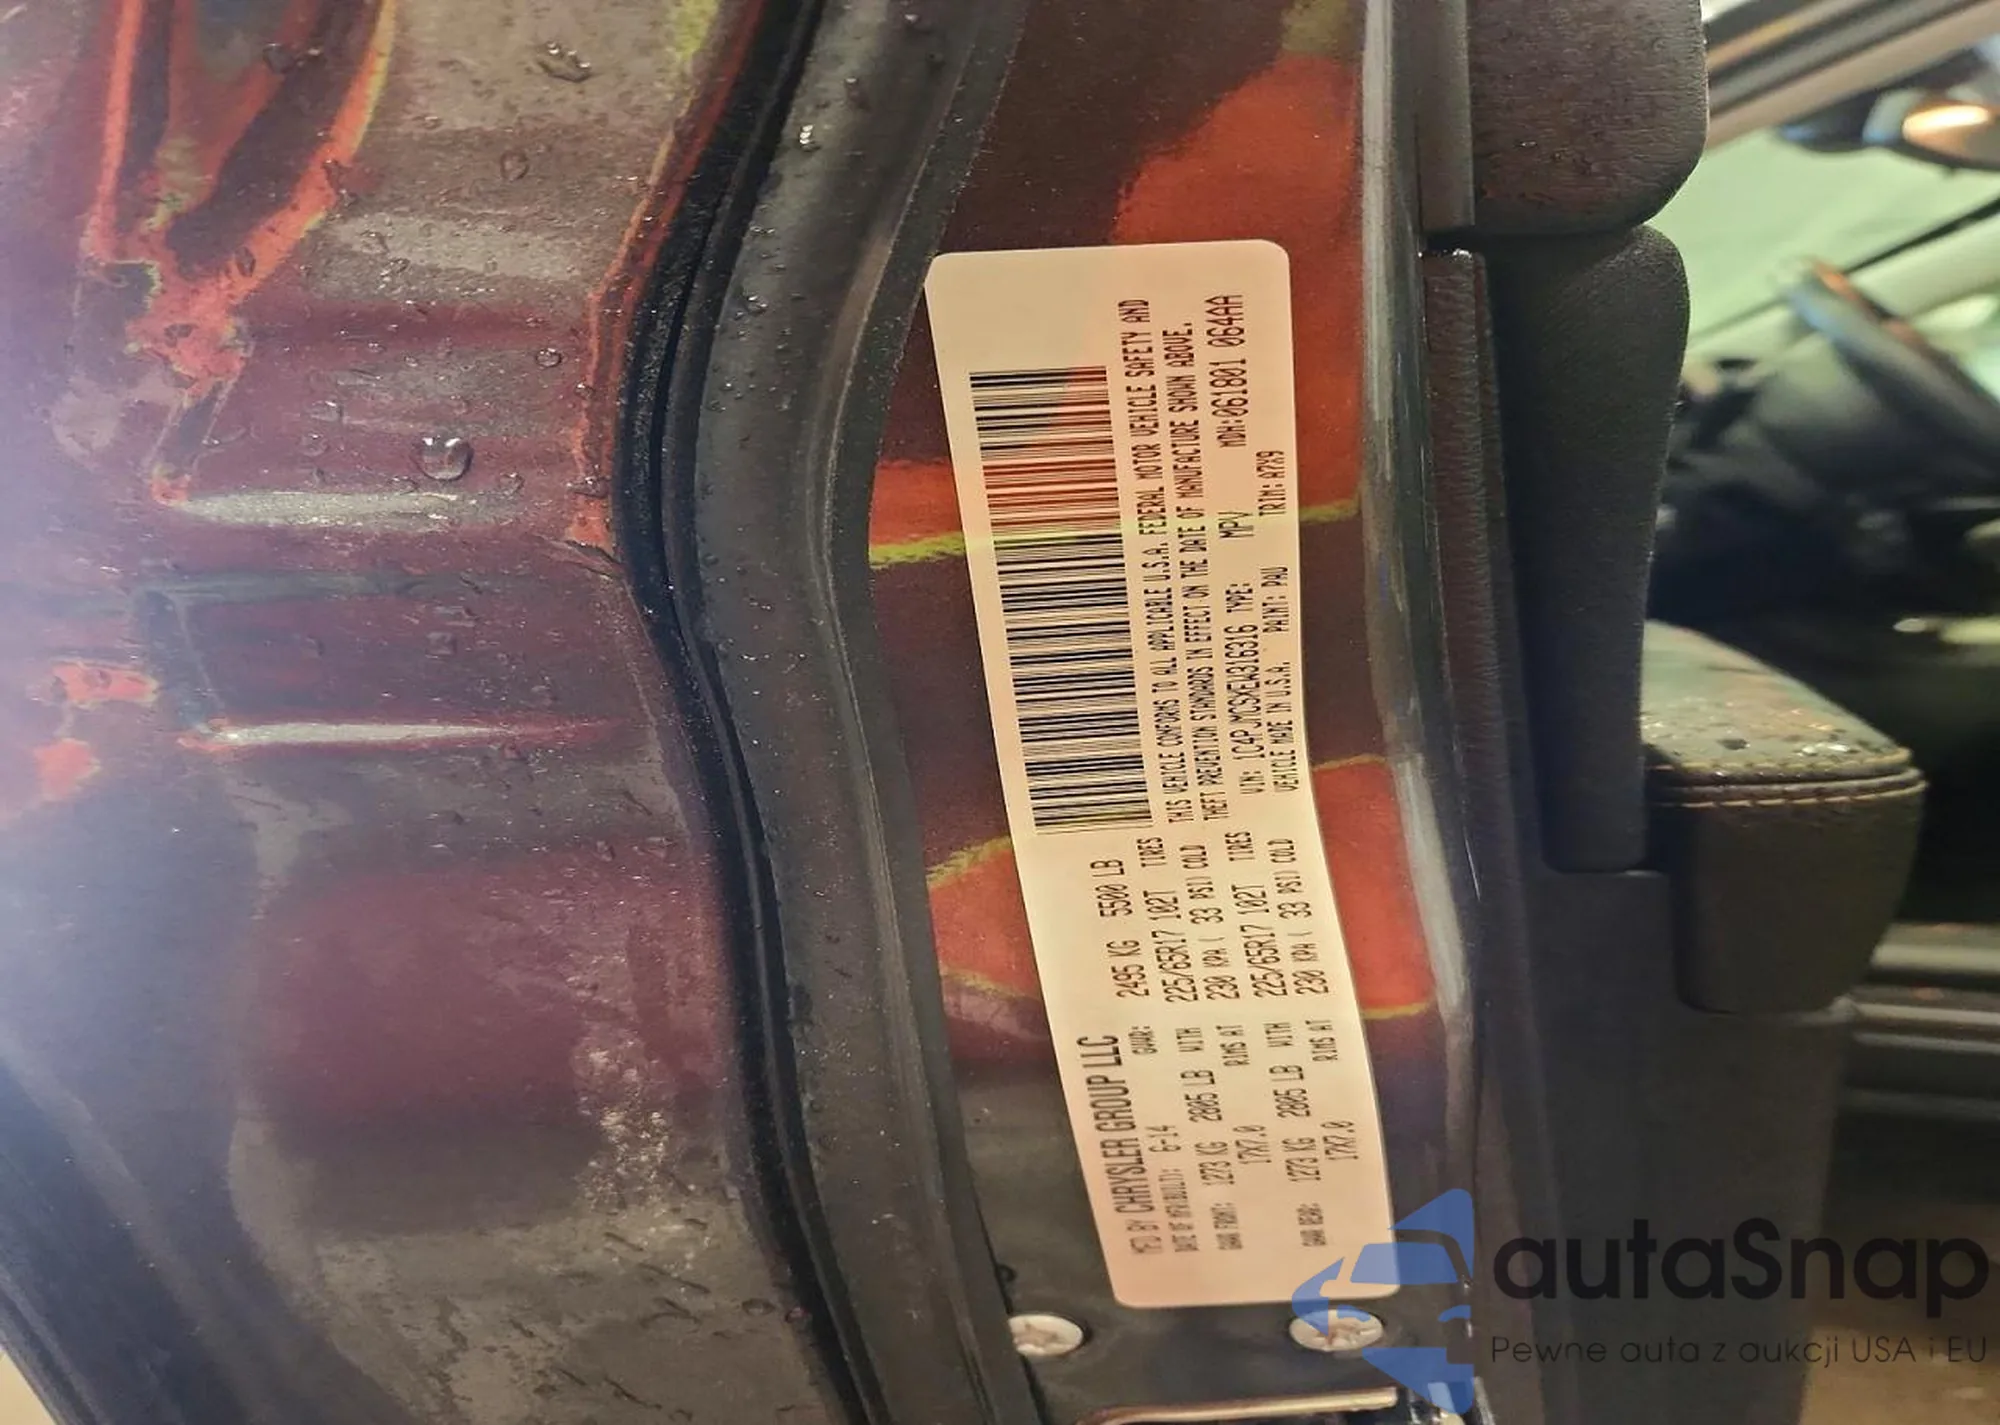 MFD BY CHRYSLER GROUP LLC
DATE OF MFR(BUILT): 6-14 GVWR: 2495 KG 5500 LB
GAWR FRONT: 1273 KG 2805 LB WITH 225/65R17 102T TIRES
17X7.0 RIMS AT 230 KPA ( 33 PSI) COLD
GAWR REAR: 1273 KG 2805 LB WITH 225/65R17 102T TIRES
17X7.0 RIMS AT 230 KPA ( 33 PSI) COLD
THIS VEHICLE CONFORMS TO ALL APPLICABLE U.S.A. FEDERAL MOTOR VEHICLE SAFETY AND
THEFT PREVENTION STANDARDS IN EFFECT ON THE DATE OF MANUFACTURE SHOWN ABOVE.
VIN: 1C4PJMCSXEW316316 TYPE: MPV MDH:061801 064AA
VEHICLE MADE IN U.S.A. PAINT: PAU TRIM: A7X9
autaSnap
Pewne auta z aukcji USA i EU